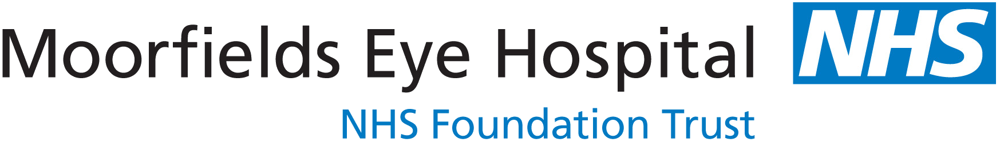 Moorfields Eye Hospital NHS
NHS Foundation Trust